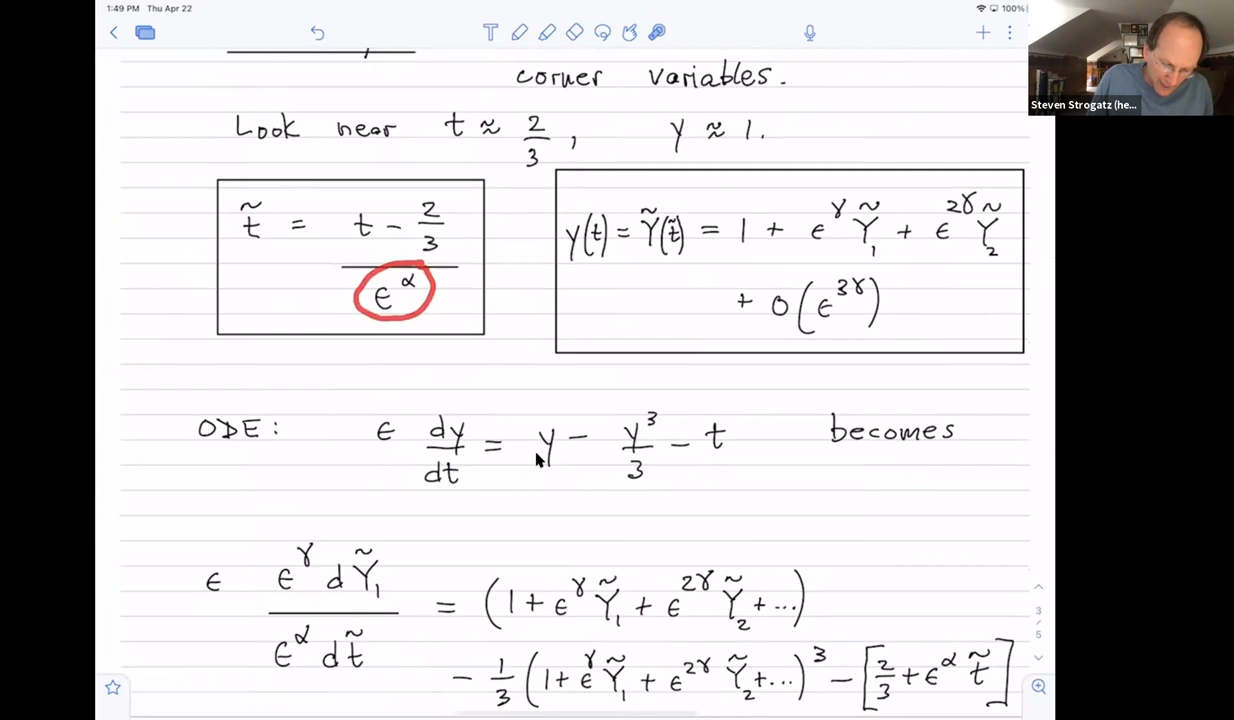 1:49 PM Thu Apr 22
100%
corner variables.
Steven Strogatz (he...
Look near t ≈ 2/3, y ≈ 1.
t̃ = (t - 2/3) / ε^α
y(t) = Ỹ(t̃) = 1 + ε^γ Ỹ₁ + ε^{2γ} Ỹ₂
+ O(ε^{3γ})
ODE: ε dy/dt = y - y³/3 - t becomes
ε (ε^γ dỸ₁)/(ε^α dt̃) = (1 + ε^γ Ỹ₁ + ε^{2γ} Ỹ₂ + ...)
- 1/3 (1 + ε^γ Ỹ₁ + ε^{2γ} Ỹ₂ + ...)³ - [2/3 + ε^α t̃]
3
/
5